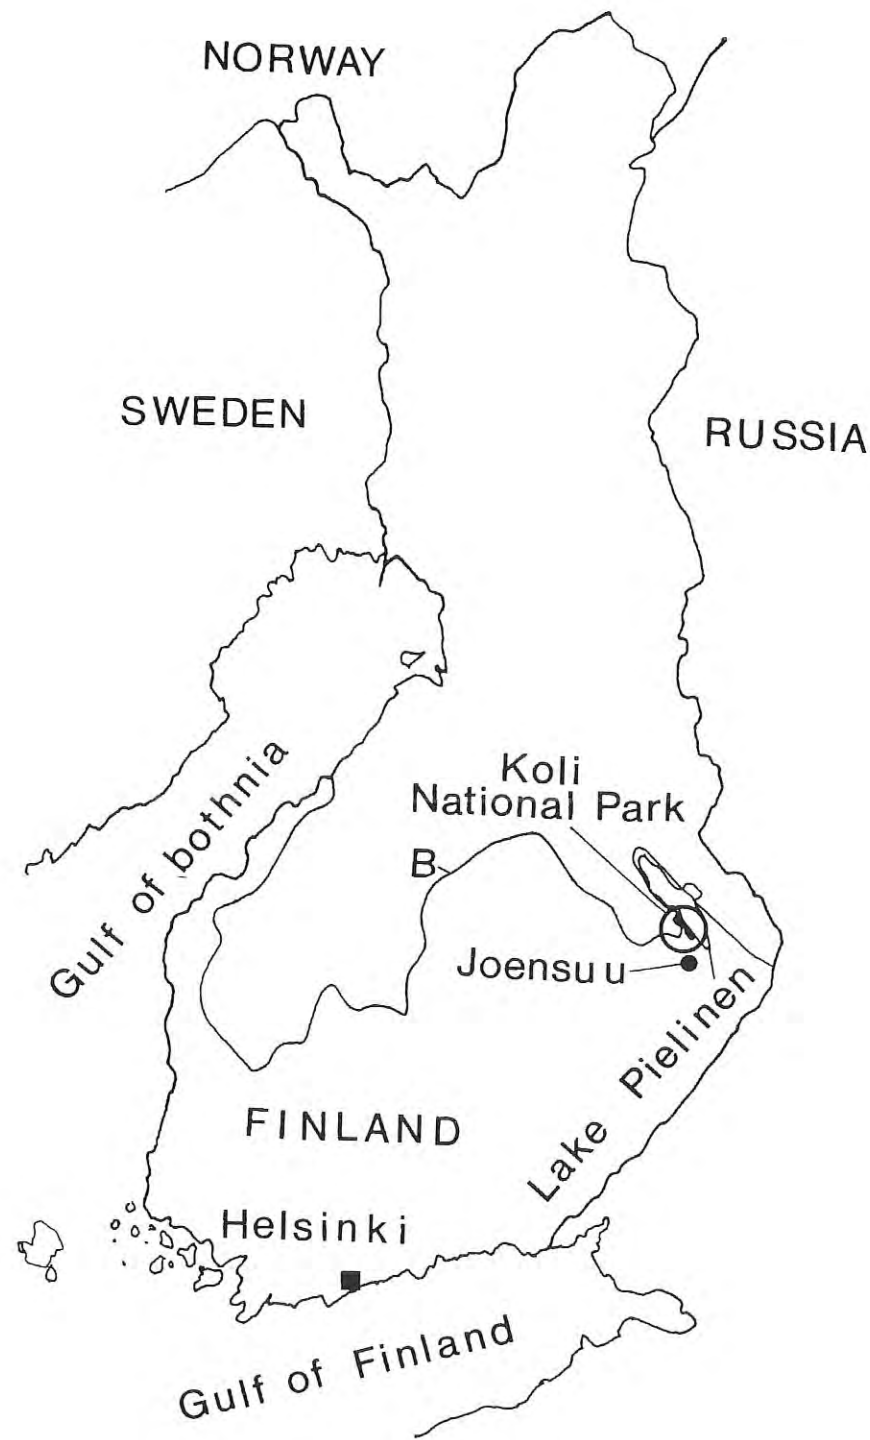 NORWAY
SWEDEN
RUSSIA
Gulf of bothnia
Koli
National Park
B
Joensuu
Lake Pielinen
FINLAND
Helsinki
Gulf of Finland